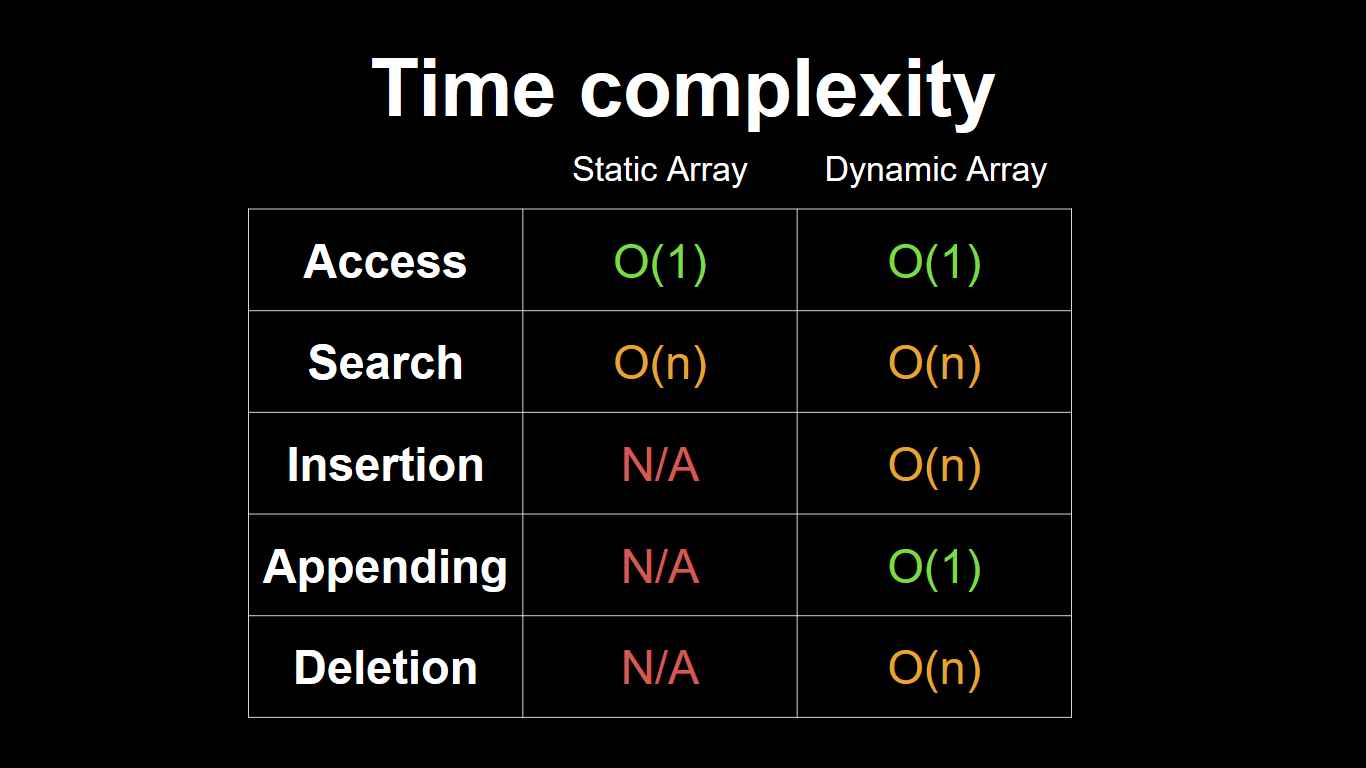 Time complexity
Static Array Dynamic Array
Access O(1) O(1)
Search O(n) O(n)
Insertion N/A O(n)
Appending N/A O(1)
Deletion N/A O(n)